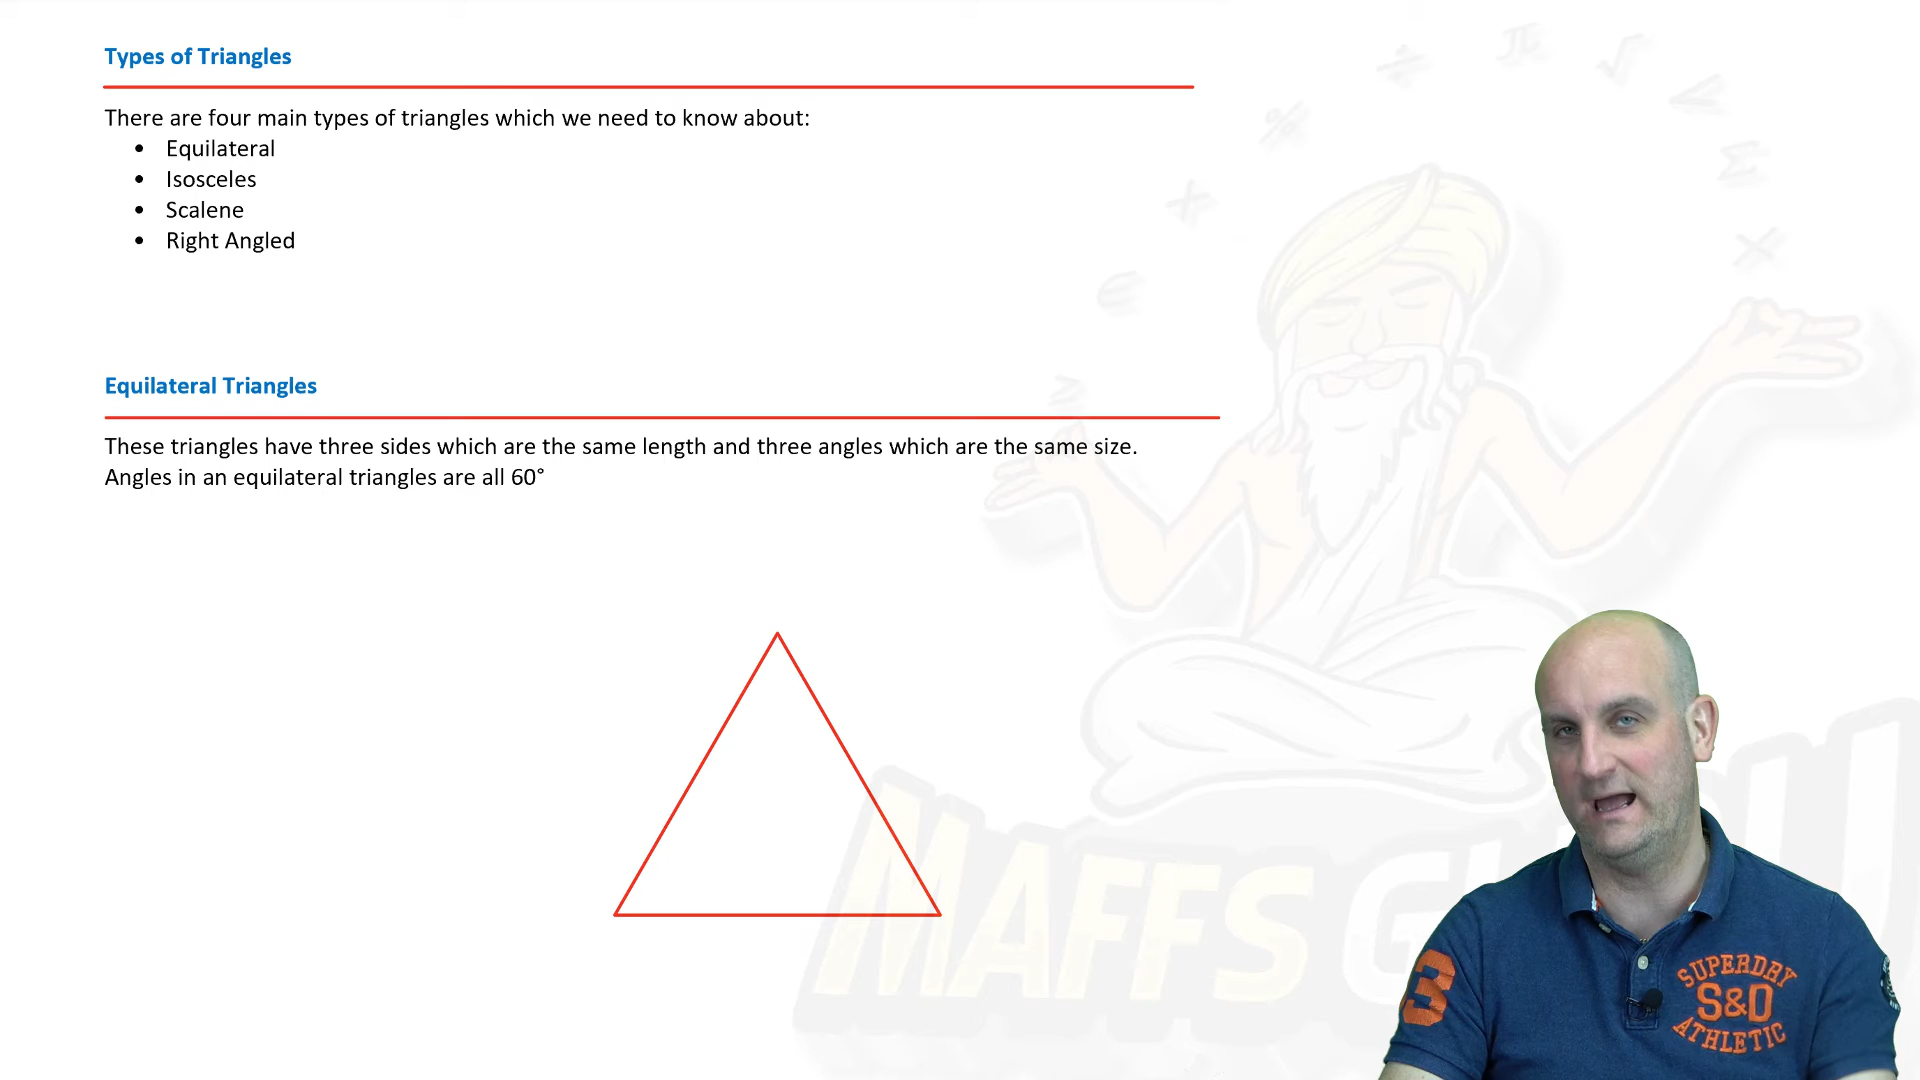 Types of Triangles
There are four main types of triangles which we need to know about:
• Equilateral
• Isosceles
• Scalene
• Right Angled
Equilateral Triangles
These triangles have three sides which are the same length and three angles which are the same size.
Angles in an equilateral triangles are all 60°
MAFFS G
3
SUPERDRY
S&D
ATHLETIC